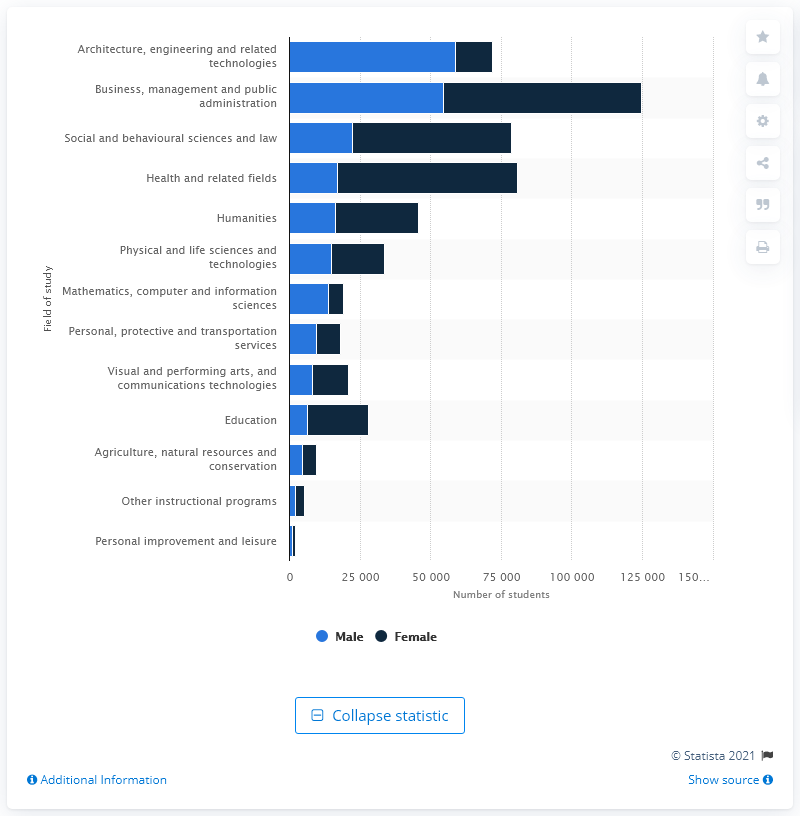 Architecture, engineering and related
technologies
Business, management and public
administration
Social and behavioural sciences and law
Health and related fields
Humanities
Physical and life sciences and
technologies
Field of study
Mathematics, computer and information
sciences
Personal, protective and transportation
services
Visual and performing arts, and
communications technologies
Education
Agriculture, natural resources and
conservation
Other instructional programs
Personal improvement and leisure
0 25 000 50 000 75 000 100 000 125 000 150…
Number of students
Male Female
Collapse statistic
© Statista 2021
Additional Information Show source